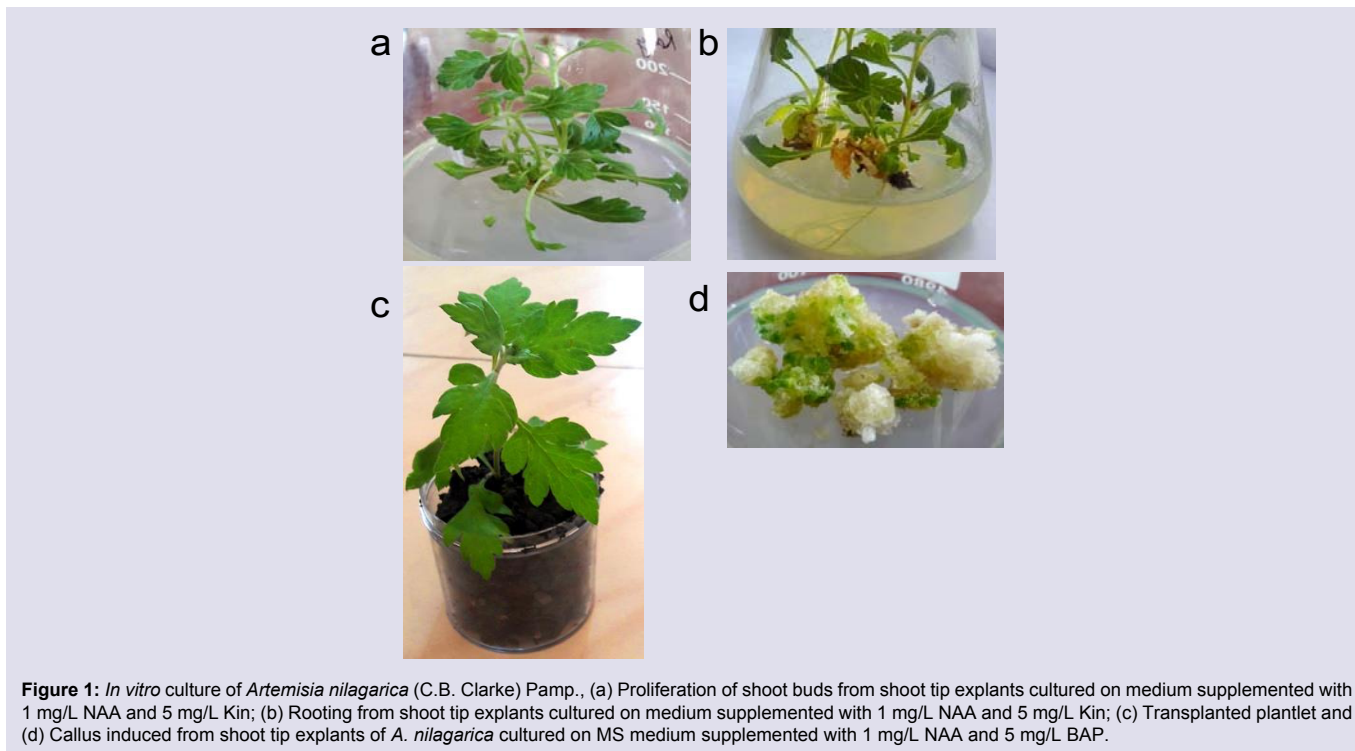 a
b
200
c
d
Figure 1: In vitro culture of Artemisia nilagarica (C.B. Clarke) Pamp., (a) Proliferation of shoot buds from shoot tip explants cultured on medium supplemented with
1 mg/L NAA and 5 mg/L Kin; (b) Rooting from shoot tip explants cultured on medium supplemented with 1 mg/L NAA and 5 mg/L Kin; (c) Transplanted plantlet and
(d) Callus induced from shoot tip explants of A. nilagarica cultured on MS medium supplemented with 1 mg/L NAA and 5 mg/L BAP.